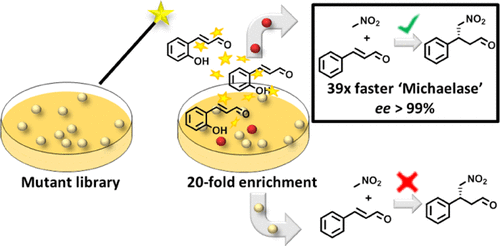 NO₂
+
O
NO₂
O
39x faster 'Michaelase'
ee > 99%
O
OH
O
OH
O
OH
Mutant library
20-fold enrichment
NO₂
+
O
NO₂
O